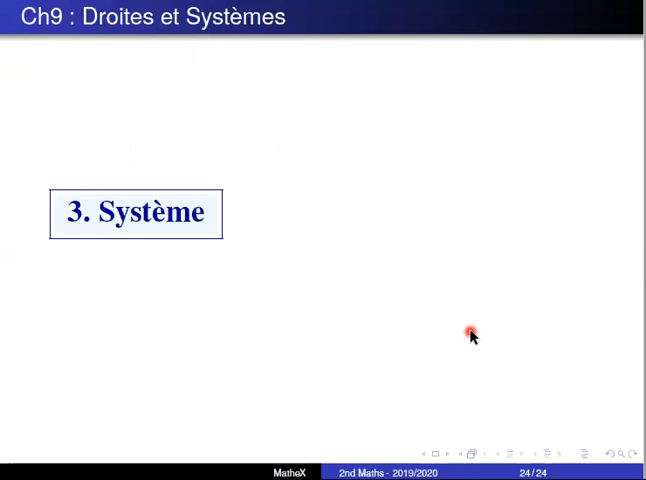 Ch9 : Droites et Systèmes
3. Système
MatheX
2nd Maths - 2019/2020
24/24